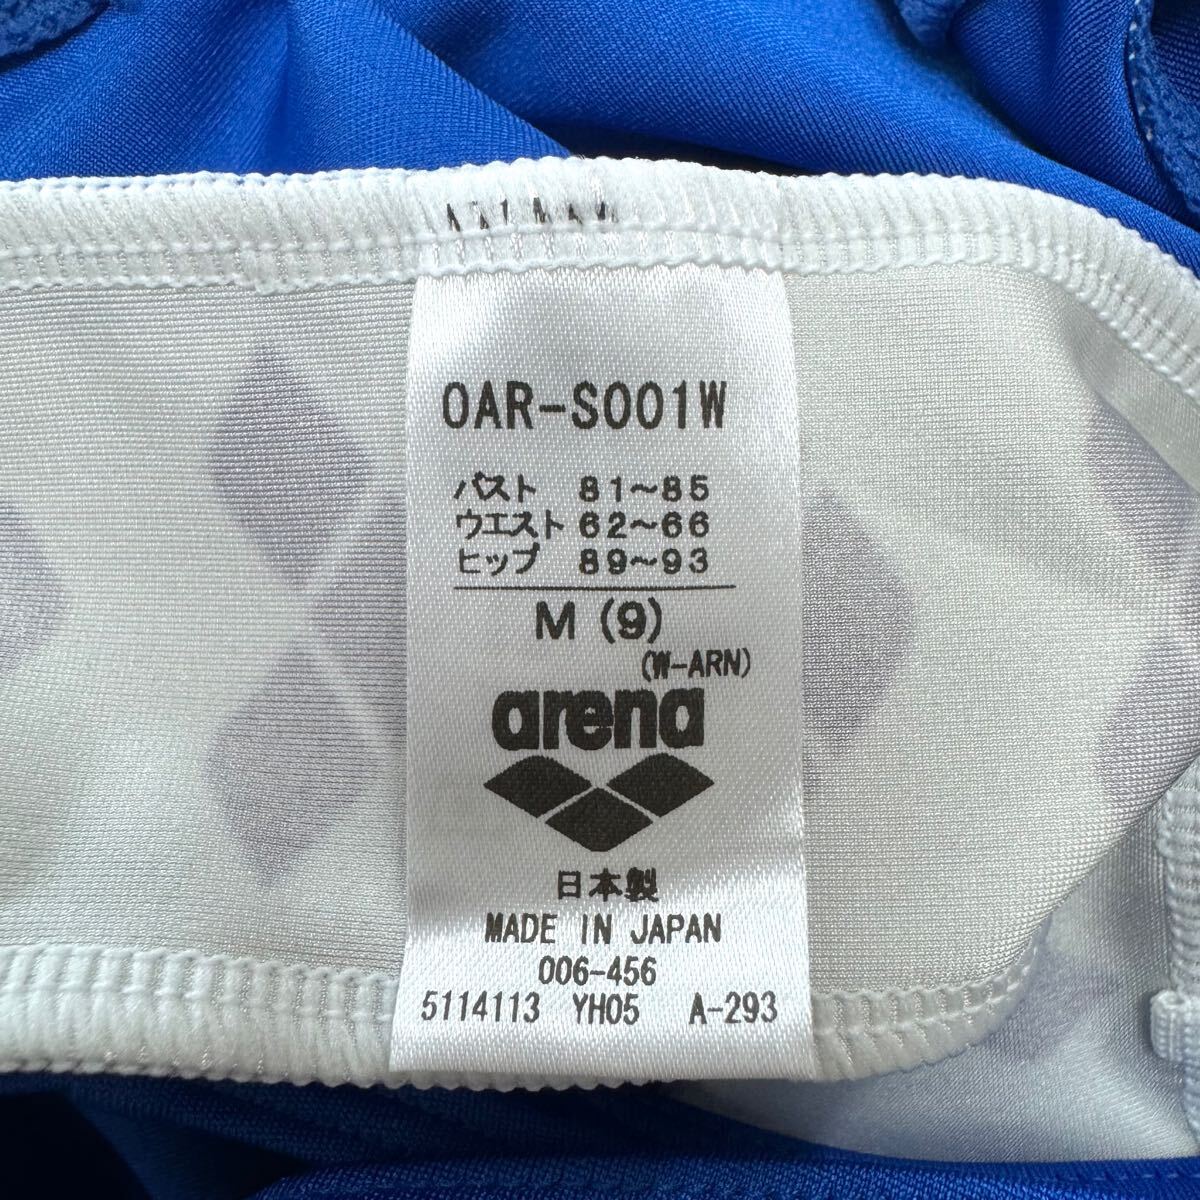 OAR-S001W
バスト 81～85
ウエスト 62～66
ヒップ 89～93
M (9)
(W-ARN)
arena
日本製
MADE IN JAPAN
006-456
5114113 YH05 A-293